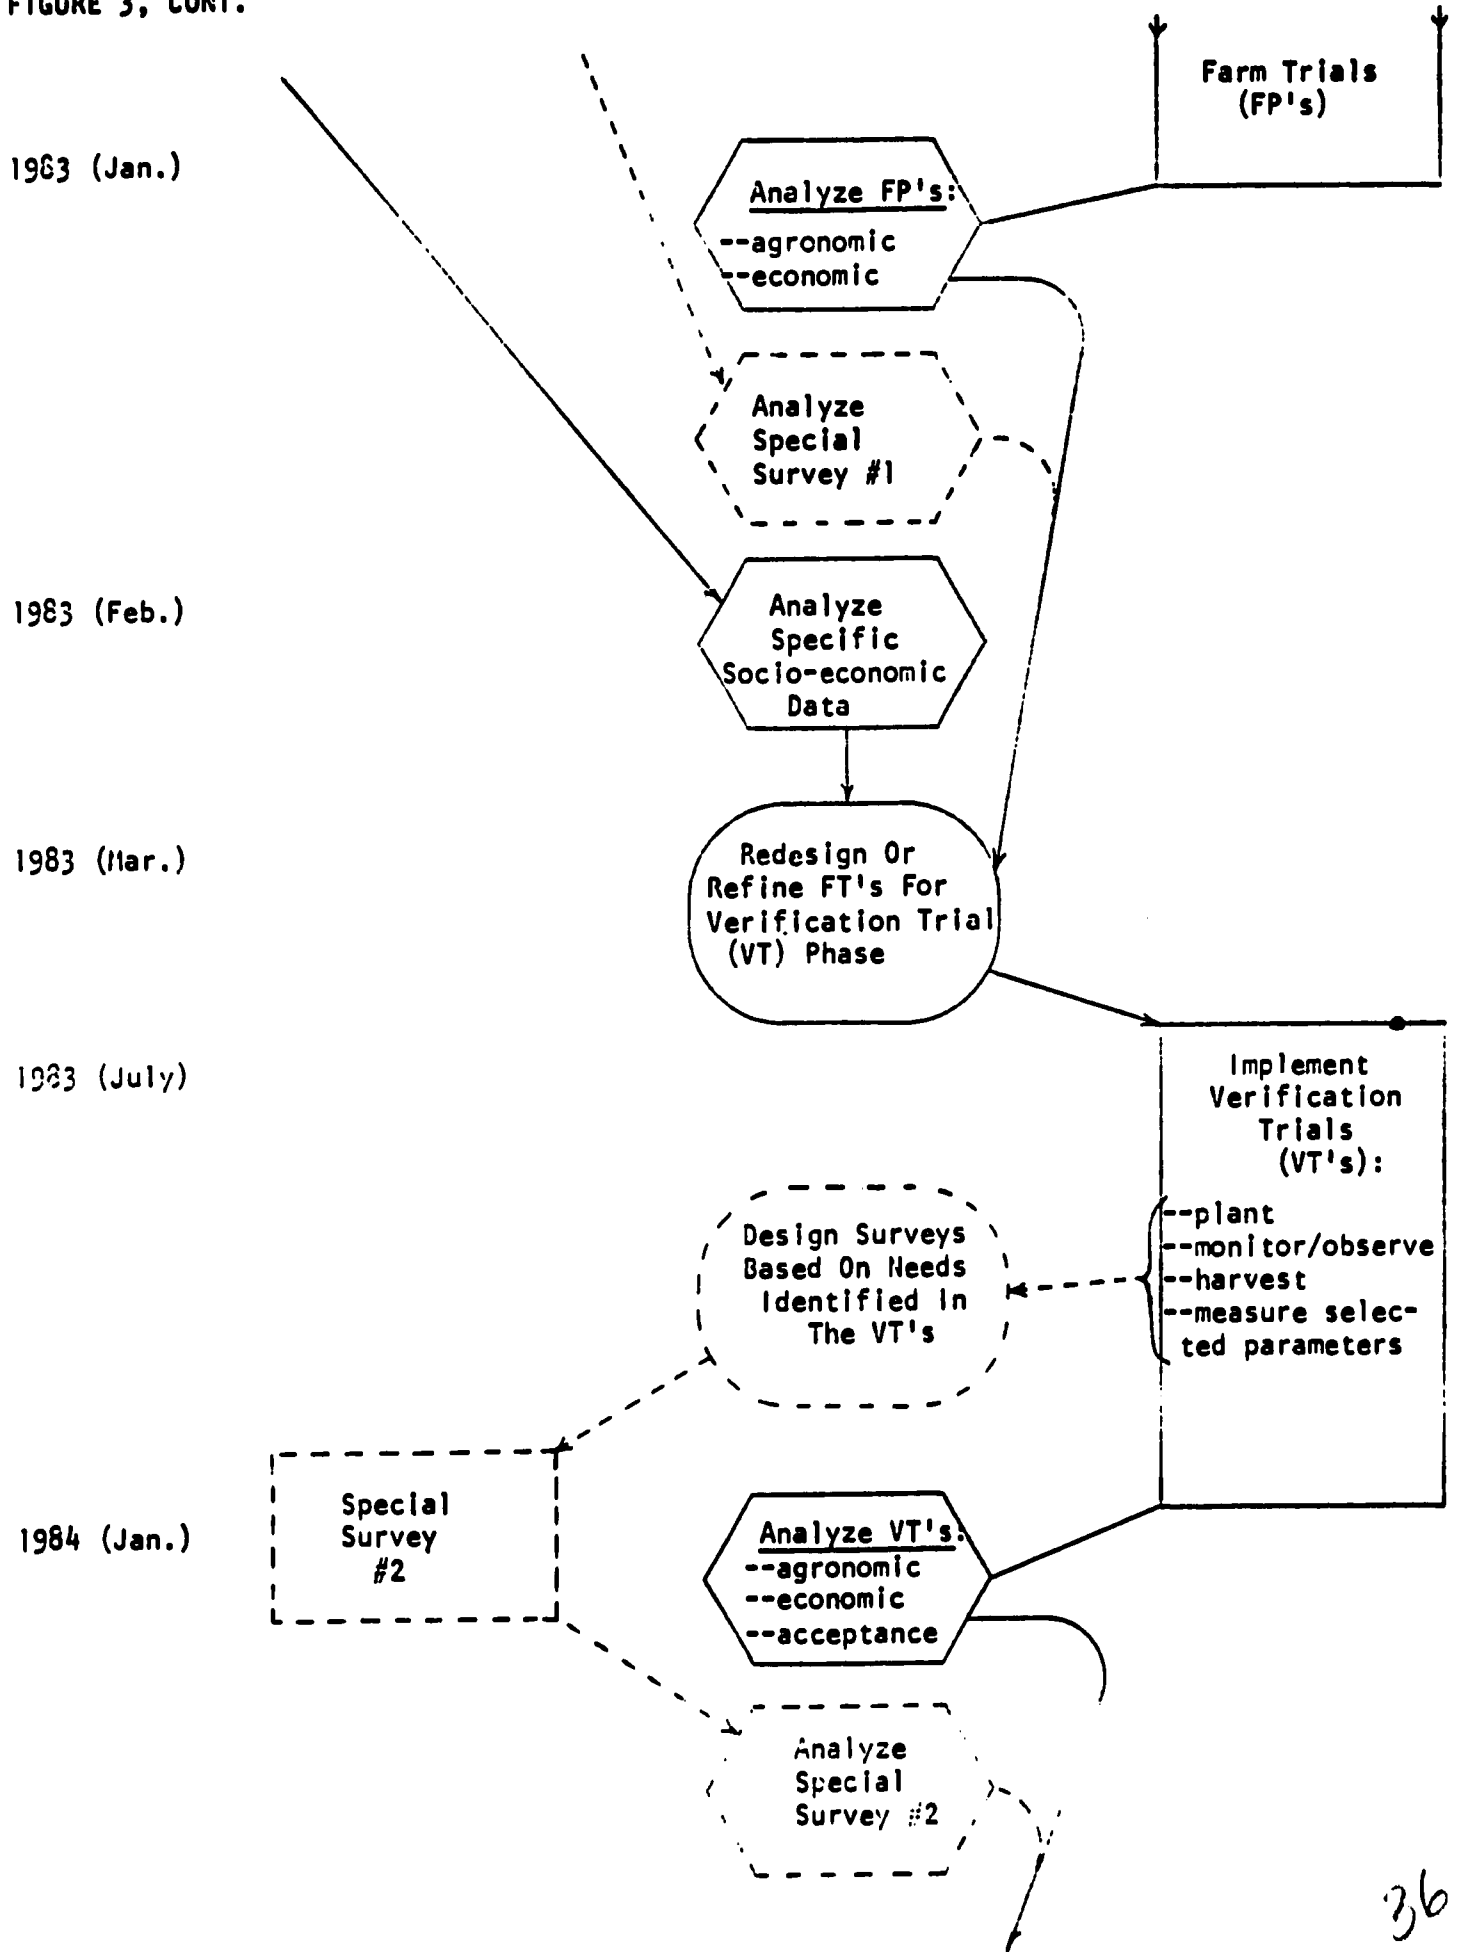 FIGURE 3, CONT.
Farm Trials
(FP's)
1983 (Jan.)
Analyze FP's:
--agronomic
--economic
Analyze
Special
Survey #1
1983 (Feb.)
Analyze
Specific
Socio-economic
Data
1983 (Mar.)
Redesign Or
Refine FT's For
Verification Trial
(VT) Phase
1983 (July)
Implement
Verification
Trials
(VT's):
--plant
--monitor/observe
--harvest
--measure selec-
ted parameters
Design Surveys
Based On Needs
Identified In
The VT's
1984 (Jan.)
Special
Survey
#2
Analyze VT's:
--agronomic
--economic
--acceptance
Analyze
Special
Survey #2
36